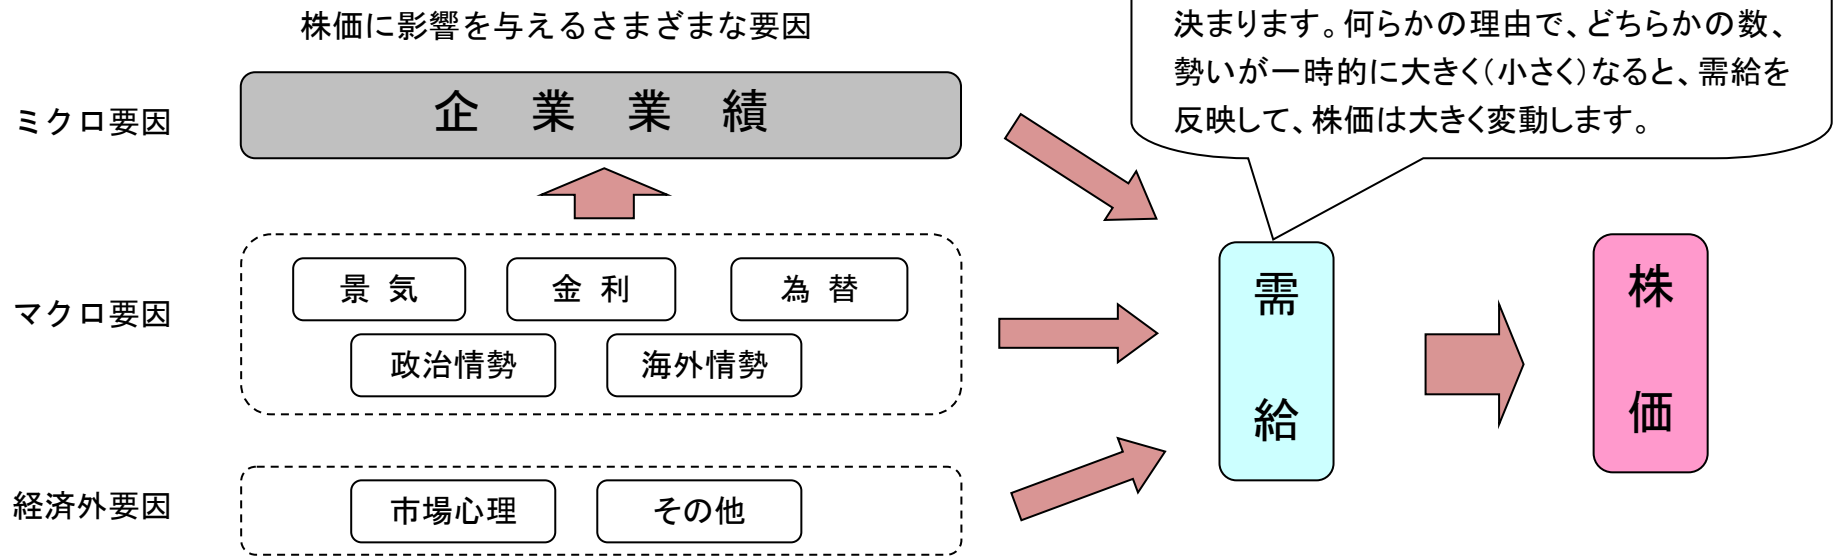 株価に影響を与えるさまざまな要因
決まります。何らかの理由で、どちらかの数、
勢いが一時的に大きく(小さく)なると、需給を
反映して、株価は大きく変動します。
ミクロ要因
企 業 業 績
マクロ要因
景 気
金 利
為 替
政治情勢
海外情勢
経済外要因
市場心理
その他
需給
株価